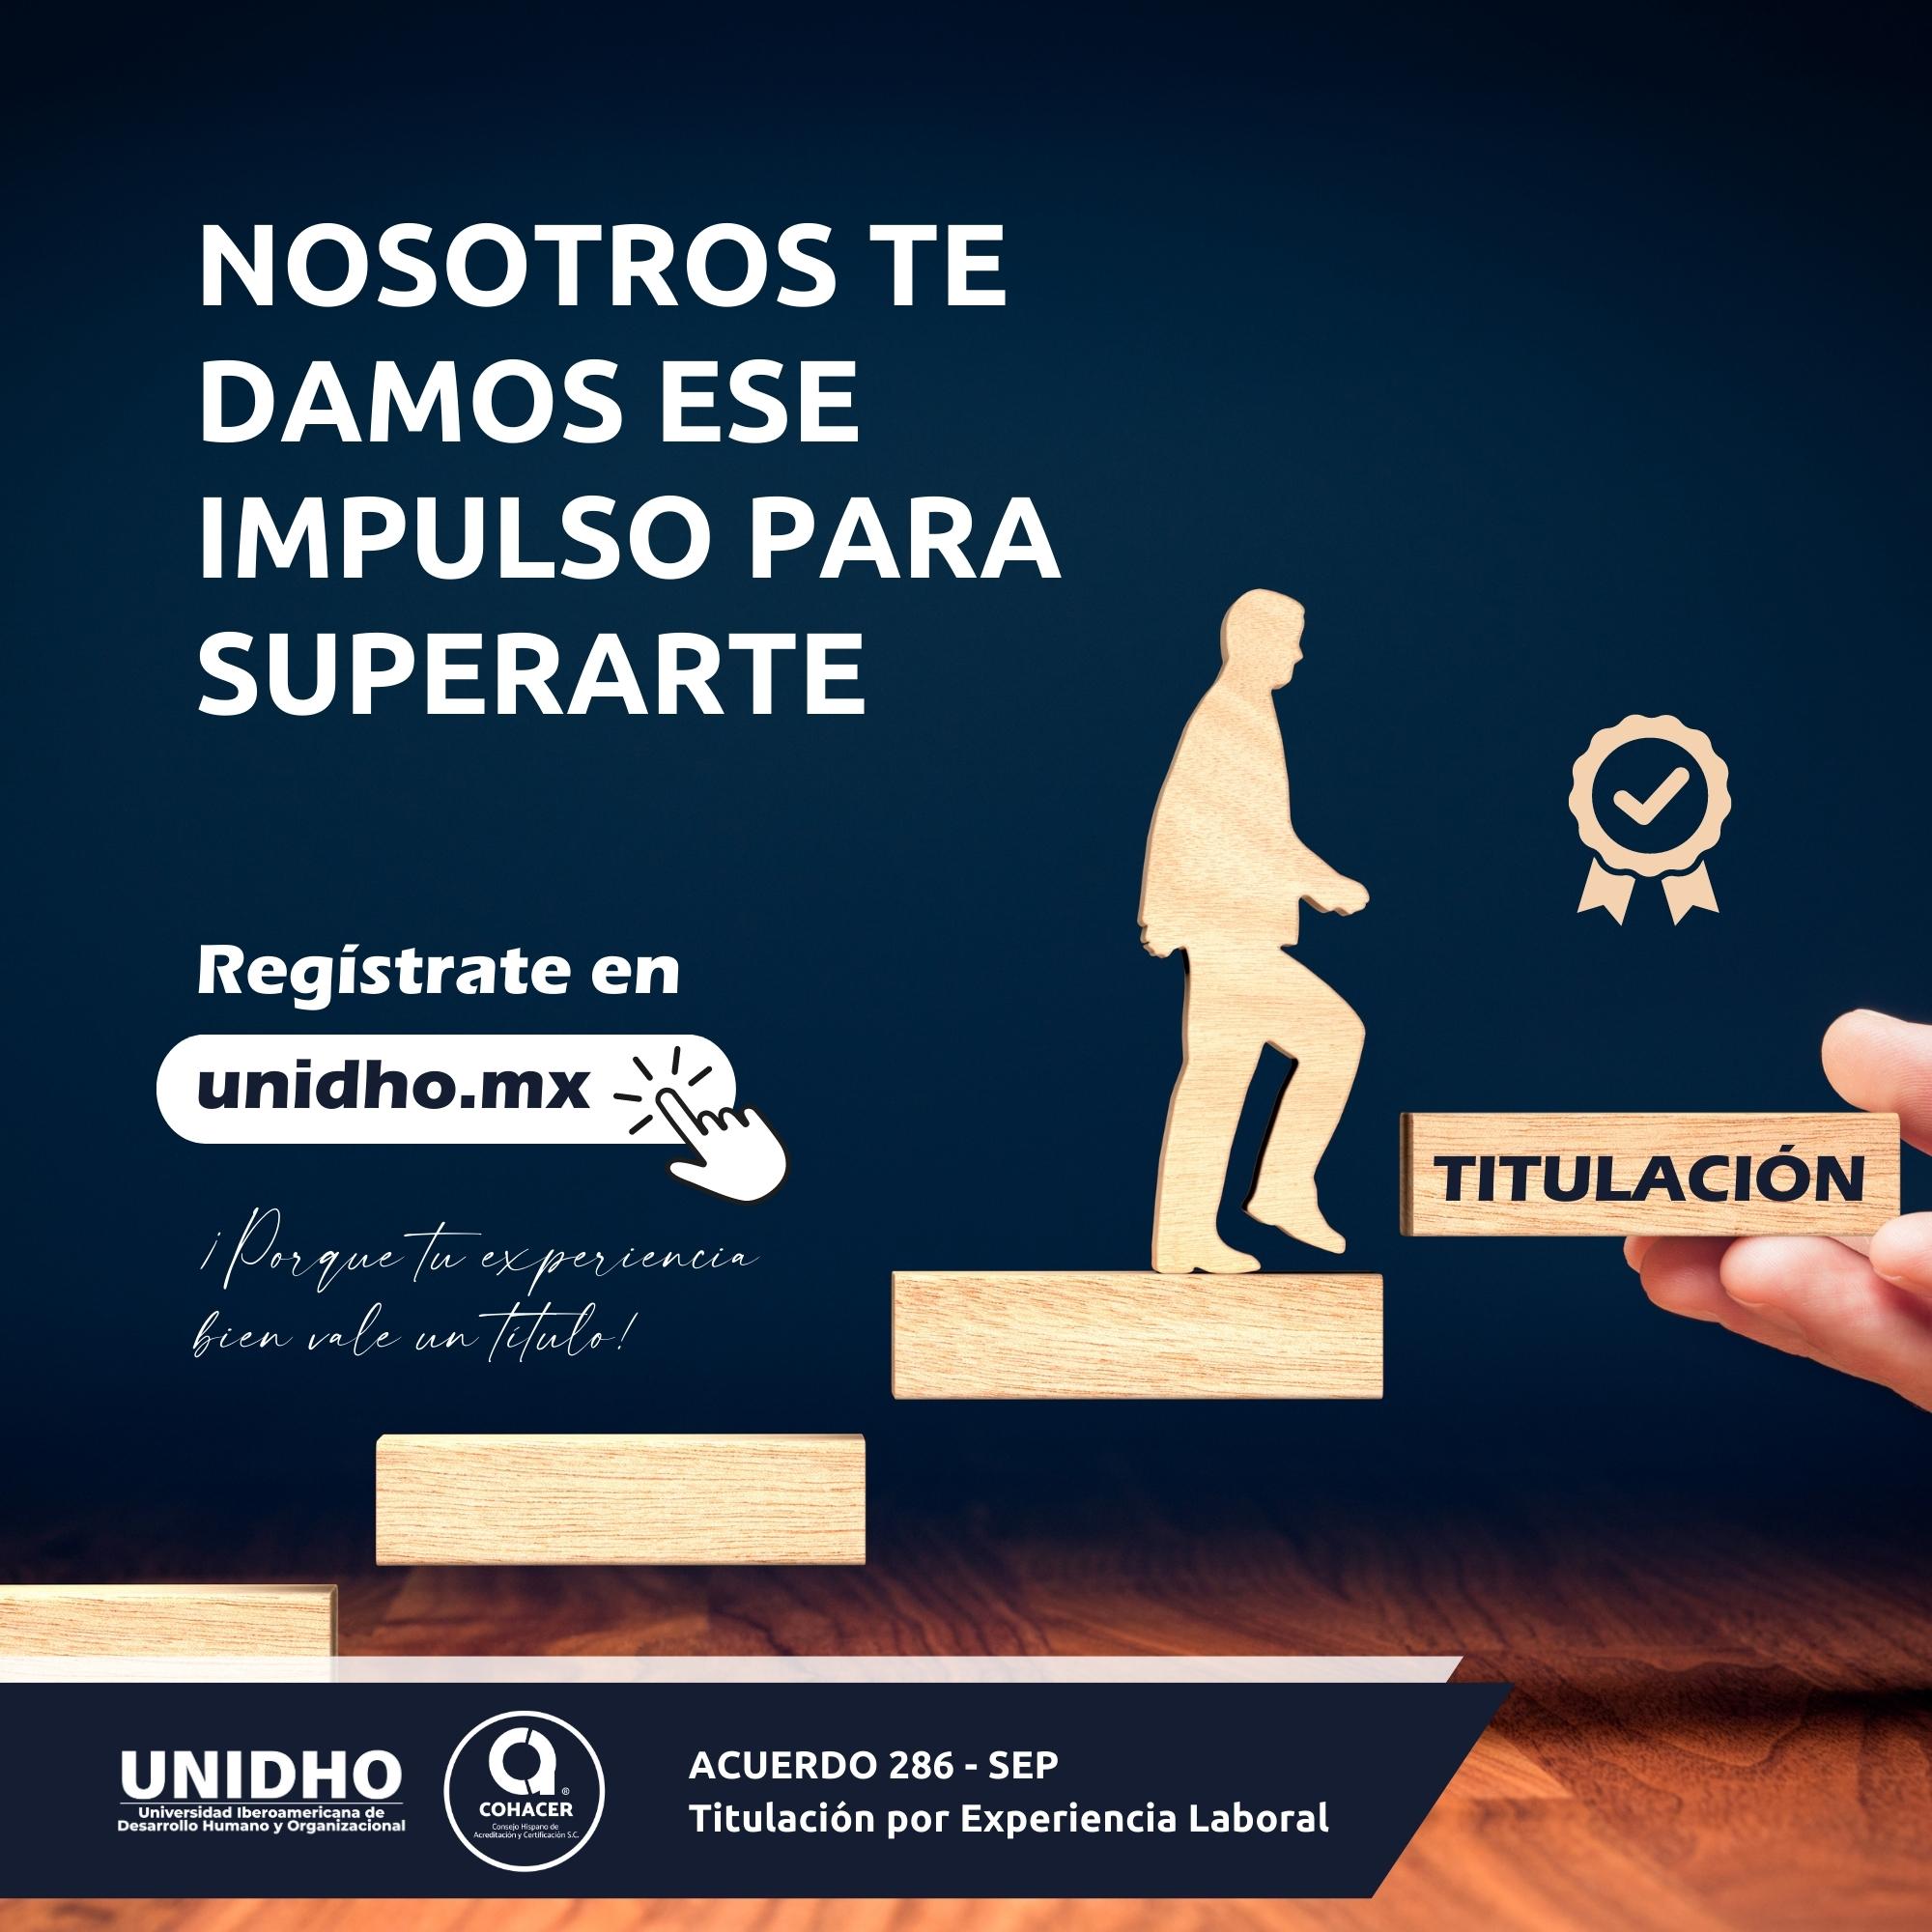 NOSOTROS TE
DAMOS ESE
IMPULSO PARA
SUPERARTE
Regístrate en
unidho.mx
¡Porque tu experiencia
bien vale un título!
TITULACIÓN
UNIDHO
Universidad Iberoamericana de
Desarrollo Humano y Organizacional
®
COHACER
Consejo Hispano de
Acreditación y Certificación S.C.
ACUERDO 286 - SEP
Titulación por Experiencia Laboral